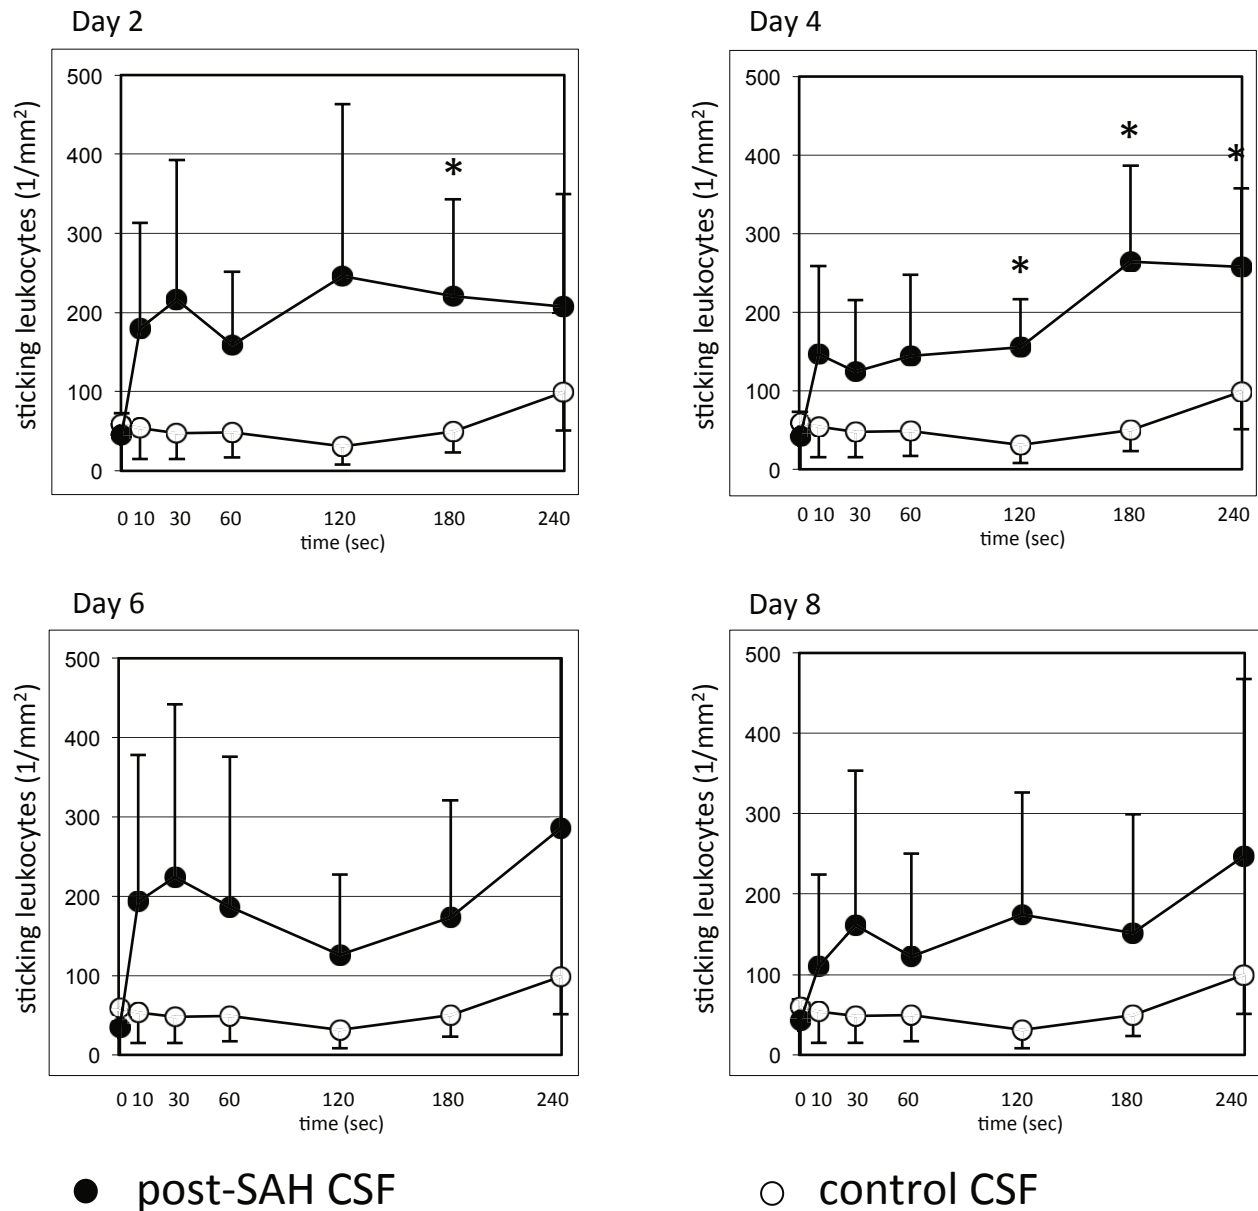 Day 2
sticking leukocytes (1/mm²)
500
400
300
200
100
0
*
0 10 30 60 120 180 240
time (sec)
Day 4
sticking leukocytes (1/mm²)
500
400
300
200
100
0
* * *
0 10 30 60 120 180 240
time (sec)
Day 6
sticking leukocytes (1/mm²)
500
400
300
200
100
0
0 10 30 60 120 180 240
time (sec)
Day 8
sticking leukocytes (1/mm²)
500
400
300
200
100
0
0 10 30 60 120 180 240
time (sec)
post-SAH CSF
control CSF